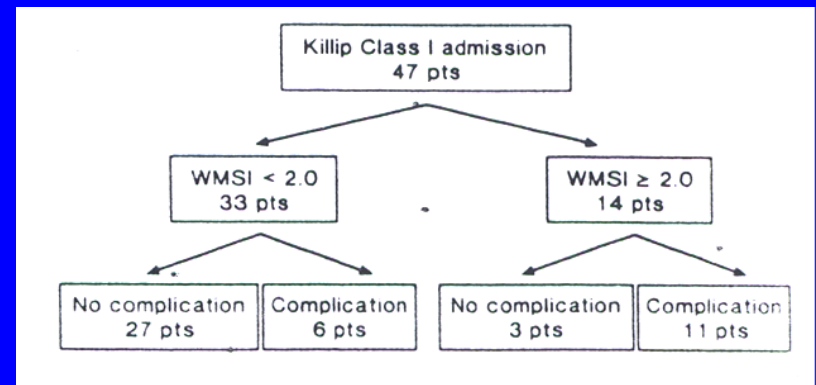 Killip Class I admission
47 pts
WMSI < 2.0
33 pts
WMSI ≥ 2.0
14 pts
No complication
27 pts
Complication
6 pts
No complication
3 pts
Complication
11 pts